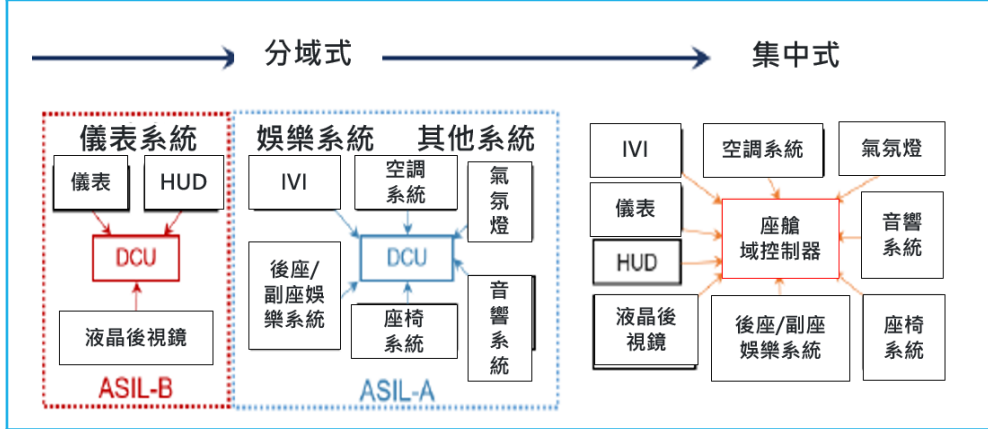 分域式
集中式
儀表系統
儀表
HUD
DCU
液晶後視鏡
ASIL-B
娛樂系統
其他系統
IVI
空調
系統
氣
氛
燈
DCU
後座/
副座娛
樂系統
座椅
系統
音
響
系
統
ASIL-A
IVI
空調系統
氣氛燈
儀表
座艙
域控制器
音響
系統
HUD
液晶後
視鏡
後座/副座
娛樂系統
座椅
系統